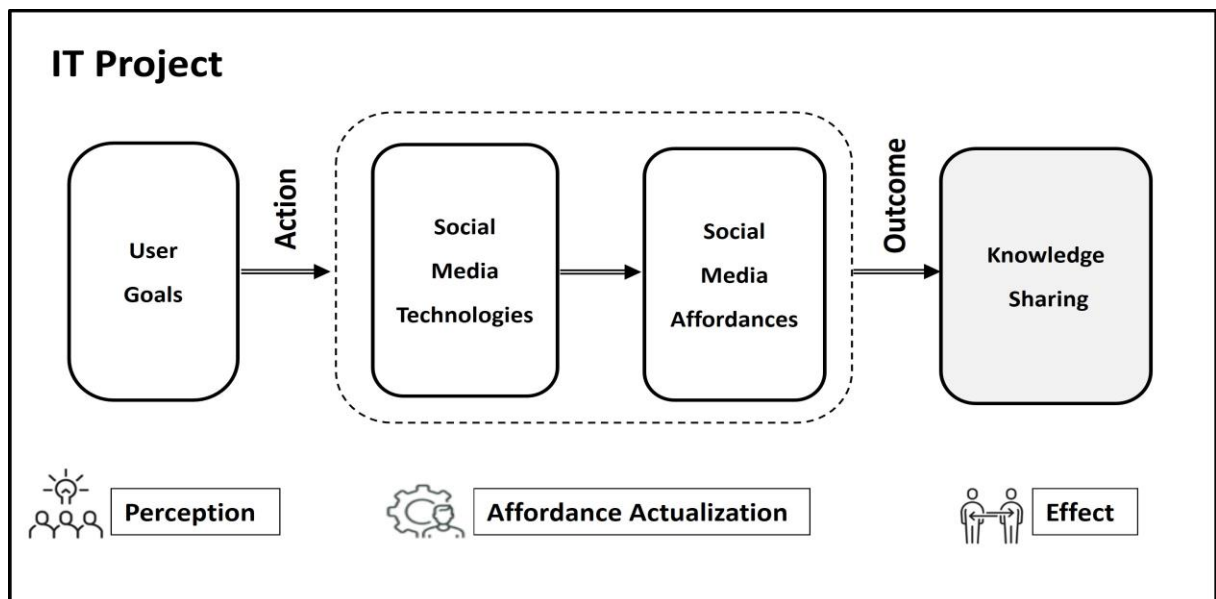 IT Project
User
Goals
Action
Social
Media
Technologies
Social
Media
Affordances
Outcome
Knowledge
Sharing
Perception
Affordance Actualization
Effect